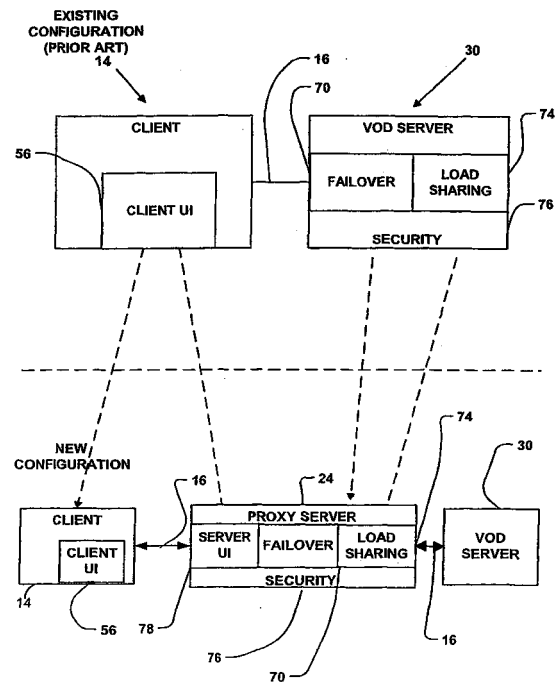 EXISTING
CONFIGURATION
(PRIOR ART)
14
16
70
30
CLIENT
VOD SERVER
74
56
FAILOVER
LOAD
SHARING
CLIENT UI
76
SECURITY
NEW
CONFIGURATION
74
30
24
16
CLIENT
PROXY SERVER
CLIENT
UI
SERVER
UI
FAILOVER
LOAD
SHARING
VOD
SERVER
SECURITY
14
56
78
76
70
16